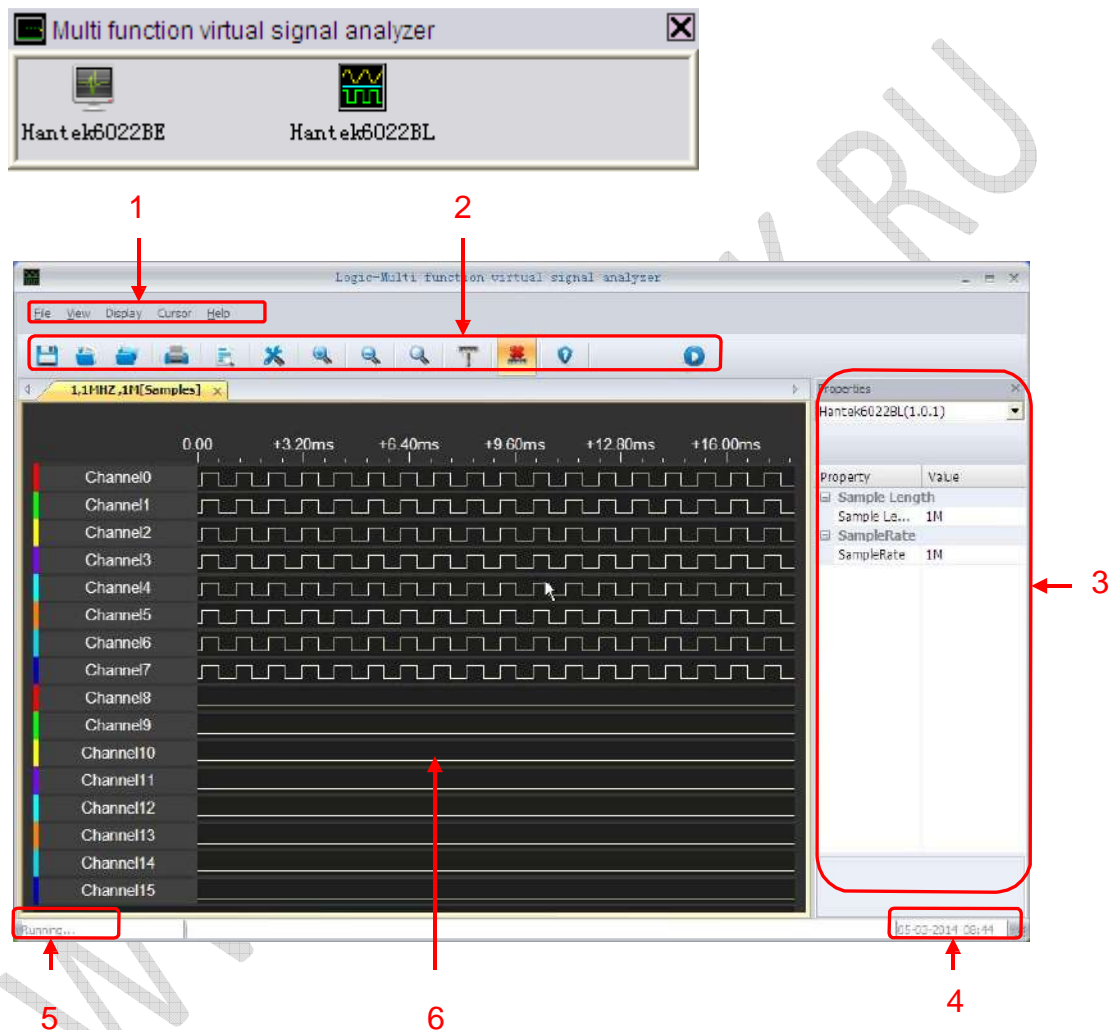 Multi function virtual signal analyzer
Hantek6022BE
Hantek6022BL
1
2
Logic-Multi function virtual signal analyzer
File View Display Cursor Help
1,1MHZ,1M[Samples]
Properties
Hantek6022BL(1.0.1)
0.00 +3.20ms +6.40ms +9.60ms +12.80ms +16.00ms
Property Value
Sample Length
Sample Le... 1M
SampleRate
SampleRate 1M
Channel0
Channel1
Channel2
Channel3
Channel4
Channel5
Channel6
Channel7
Channel8
Channel9
Channel10
Channel11
Channel12
Channel13
Channel14
Channel15
3
Running...
05-03-2014 08:44
5
6
4